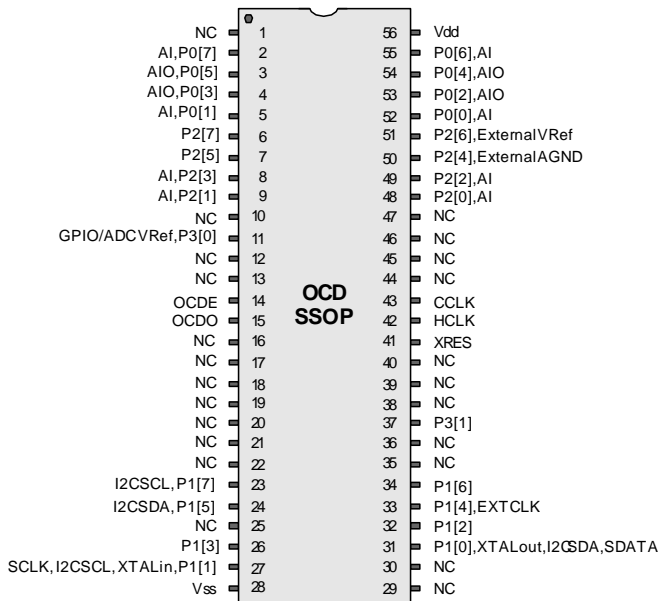 NC 1 56 Vdd
AI,P0[7] 2 55 P0[6],AI
AIO,P0[5] 3 54 P0[4],AIO
AIO,P0[3] 4 53 P0[2],AIO
AI,P0[1] 5 52 P0[0],AI
P2[7] 6 51 P2[6],ExternalVRef
P2[5] 7 50 P2[4],ExternalAGND
AI,P2[3] 8 49 P2[2],AI
AI,P2[1] 9 48 P2[0],AI
NC 10 47 NC
GPIO/ADCVRef,P3[0] 11 46 NC
NC 12 45 NC
NC 13 44 NC
OCD
SSOP
OCDE 14 43 CCLK
OCDO 15 42 HCLK
NC 16 41 XRES
NC 17 40 NC
NC 18 39 NC
NC 19 38 NC
NC 20 37 P3[1]
NC 21 36 NC
NC 22 35 NC
I2CSCL,P1[7] 23 34 P1[6]
I2CSDA,P1[5] 24 33 P1[4],EXTCLK
NC 25 32 P1[2]
P1[3] 26 31 P1[0],XTALout,I2CSDA,SDATA
SCLK,I2CSCL,XTALin,P1[1] 27 30 NC
Vss 28 29 NC